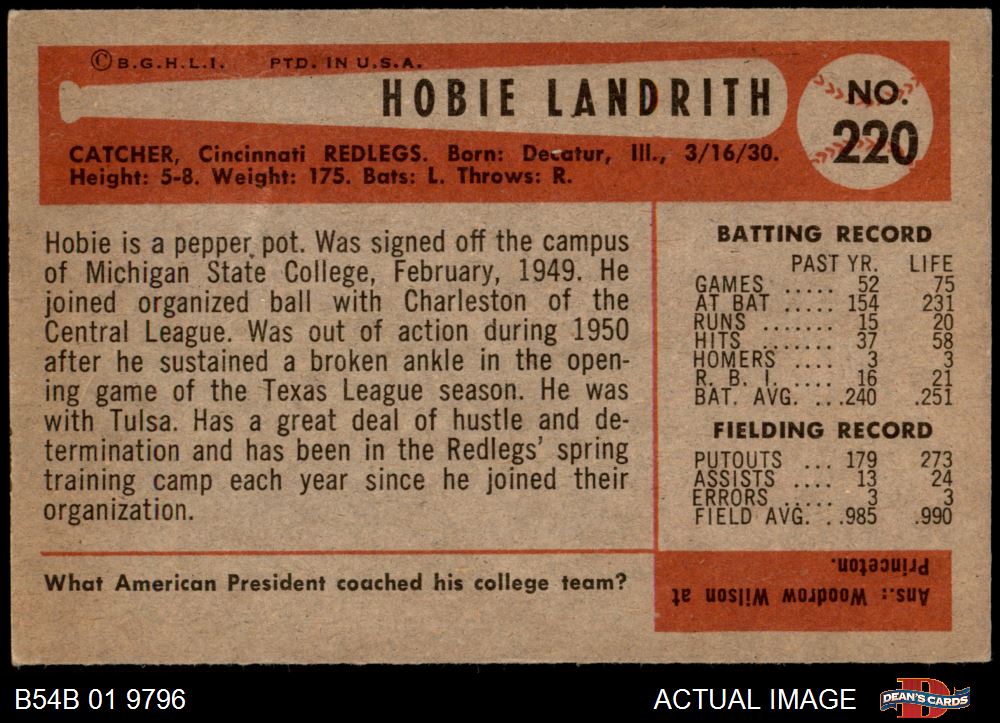 ©B.G.H.L.I. PTD. IN U.S.A.
HOBIE LANDRITH
NO.
220
CATCHER, Cincinnati REDLEGS. Born: Decatur, Ill., 3/16/30.
Height: 5-8. Weight: 175. Bats: L. Throws: R.
Hobie is a pepper pot. Was signed off the campus
of Michigan State College, February, 1949. He
joined organized ball with Charleston of the
Central League. Was out of action during 1950
after he sustained a broken ankle in the open-
ing game of the Texas League season. He was
with Tulsa. Has a great deal of hustle and de-
termination and has been in the Redlegs' spring
training camp each year since he joined their
organization.
BATTING RECORD
PAST YR. LIFE
GAMES ..... 52 75
AT BAT ..... 154 231
RUNS ....... 15 20
HITS ....... 37 58
HOMERS .... 3 3
R. B. I. .... 16 21
BAT. AVG. ...240 .251
FIELDING RECORD
PUTOUTS ... 179 273
ASSISTS .... 13 24
ERRORS ..... 3 3
FIELD AVG. ..985 .990
What American President coached his college team?
Ans.: Woodrow Wilson at
Princeton.
B54B 01 9796
ACTUAL IMAGE
D
DEAN'S CARDS